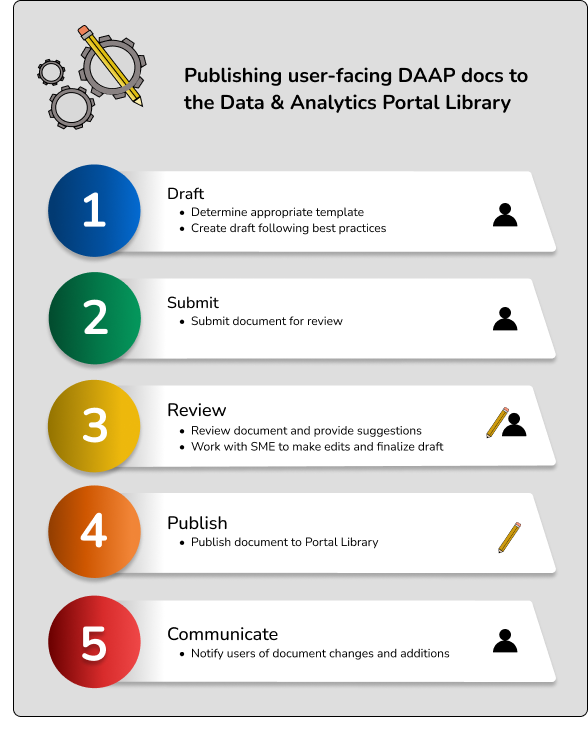 Publishing user-facing DAAP docs to
the Data & Analytics Portal Library
1
Draft
• Determine appropriate template
• Create draft following best practices
2
Submit
• Submit document for review
3
Review
• Review document and provide suggestions
• Work with SME to make edits and finalize draft
4
Publish
• Publish document to Portal Library
5
Communicate
• Notify users of document changes and additions